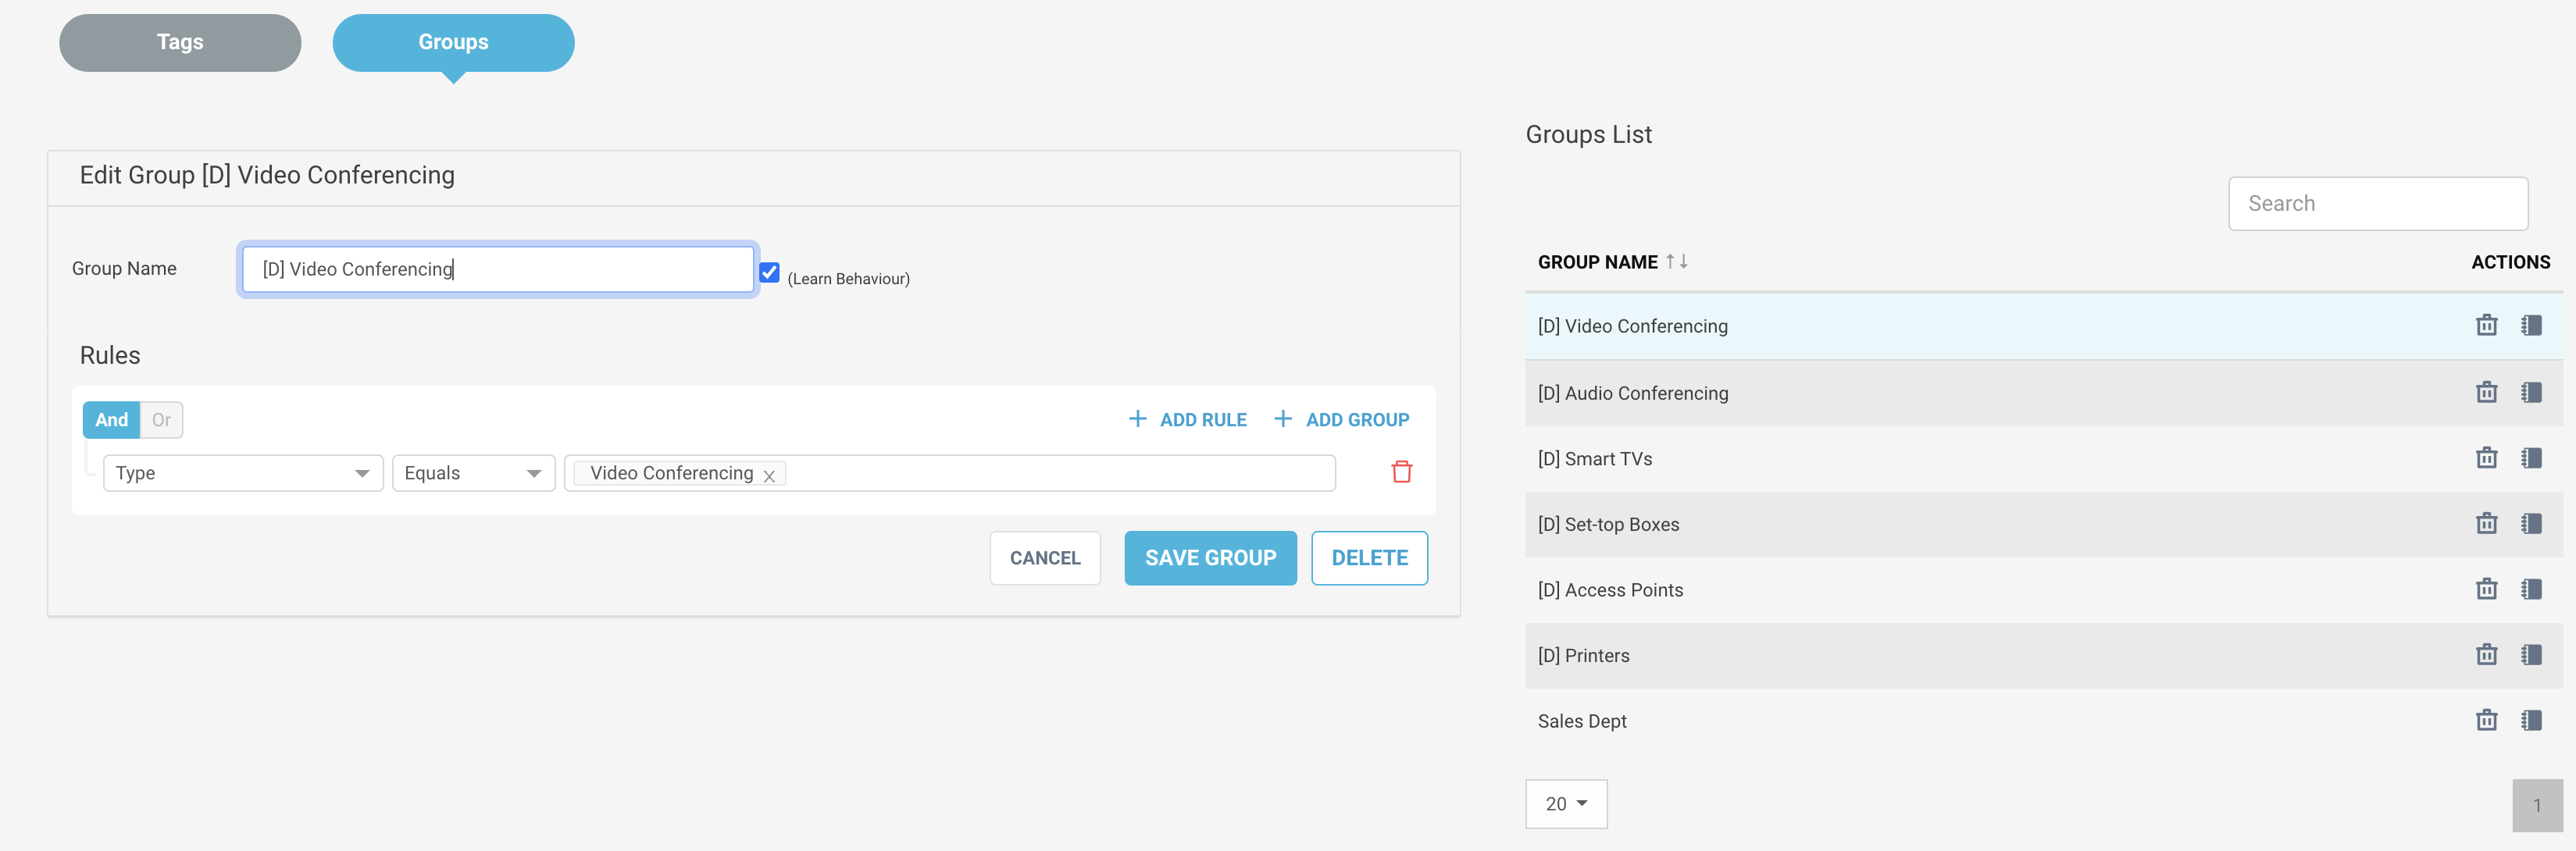 Tags
Groups
Edit Group [D] Video Conferencing
Group Name
[D] Video Conferencing
(Learn Behaviour)
Rules
And
Or
ADD RULE
ADD GROUP
Type
Equals
Video Conferencing
CANCEL
SAVE GROUP
DELETE
Groups List
Search
GROUP NAME
ACTIONS
[D] Video Conferencing
[D] Audio Conferencing
[D] Smart TVs
[D] Set-top Boxes
[D] Access Points
[D] Printers
Sales Dept
20
1